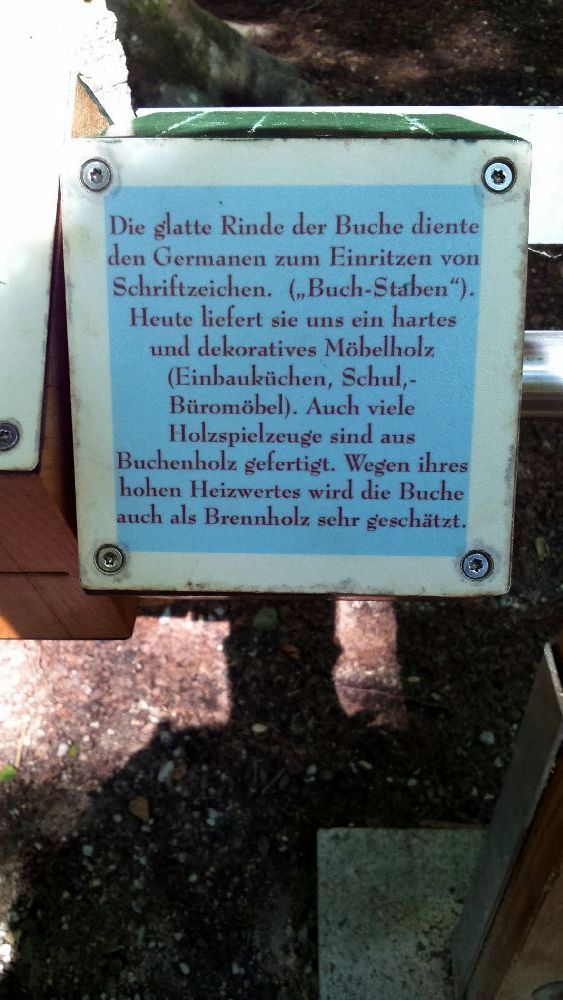 Die glatte Rinde der Buche diente
den Germanen zum Einritzen von
Schriftzeichen. („Buch-Staben“).
Heute liefert sie uns ein hartes
und dekoratives Möbelholz
(Einbauküchen, Schul,-
Büromöbel). Auch viele
Holzspielzeuge sind aus
Buchenholz gefertigt. Wegen ihres
hohen Heizwertes wird die Buche
auch als Brennholz sehr geschätzt.